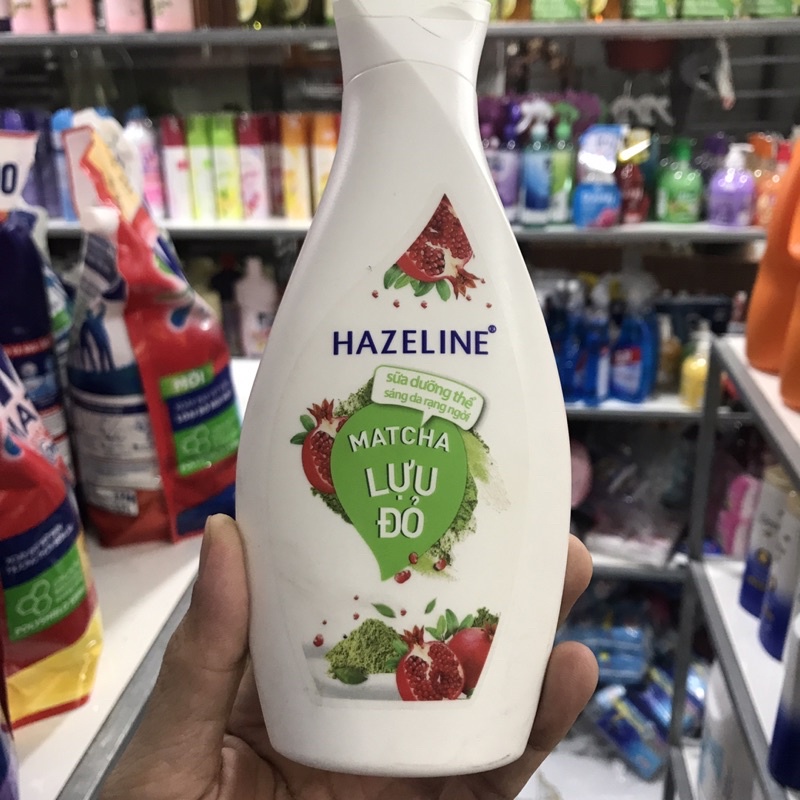 HAZELINE
sữa dưỡng thể
sáng da rạng ngời
MATCHA
LỰU
ĐỎ
MỚI